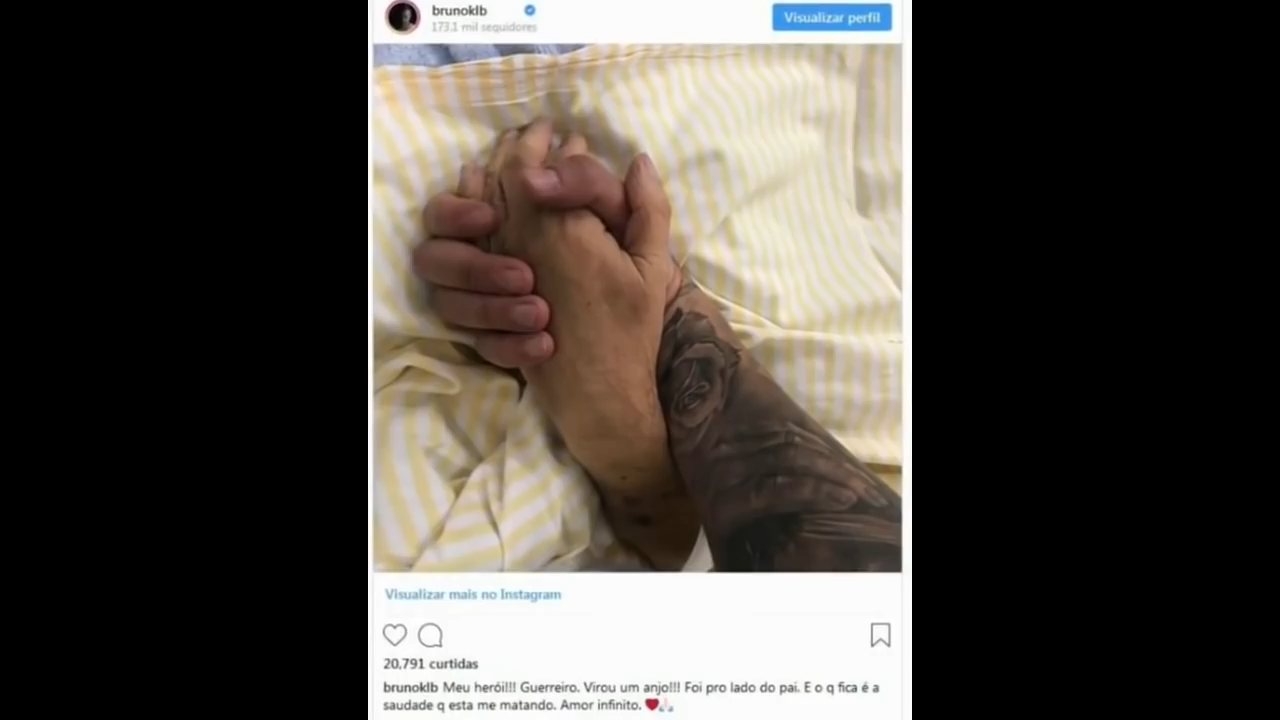 brunoklb
173.1 mil seguidores
Visualizar perfil
Visualizar mais no Instagram
20,791 curtidas
brunoklb Meu herói!!! Guerreiro. Virou um anjo!!! Foi pro lado do pai. E o q fica é a
saudade q esta me matando. Amor infinito. ❤️🙏🏻